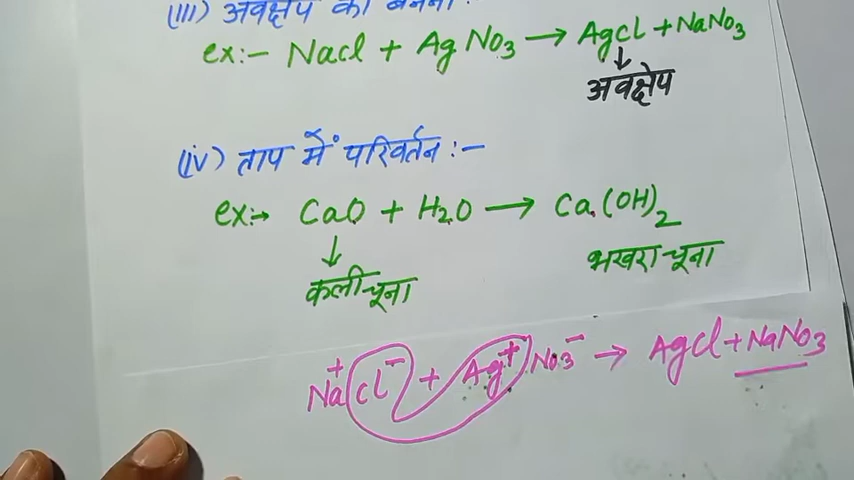 (iii) अवक्षेप का बनना :-
ex:- Nacl + AgNO3 → AgCl + NaNO3
↓
अवक्षेप
(iv) ताप में परिवर्तन :-
ex:→ CaO + H2O → Ca(OH)2
↓
कली चूना भखरा चूना
Na+ Cl- + Ag+ NO3- → AgCl + NaNO3